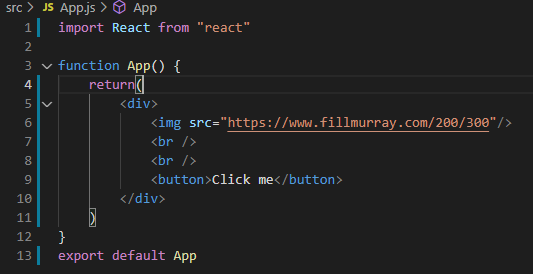 src > JS App.js > App
1 import React from "react"
2
3 function App() {
4     return(
5         <div>
6             <img src="https://www.fillmurray.com/200/300"/>
7             <br />
8             <br />
9             <button>Click me</button>
10         </div>
11     )
12 }
13 export default App